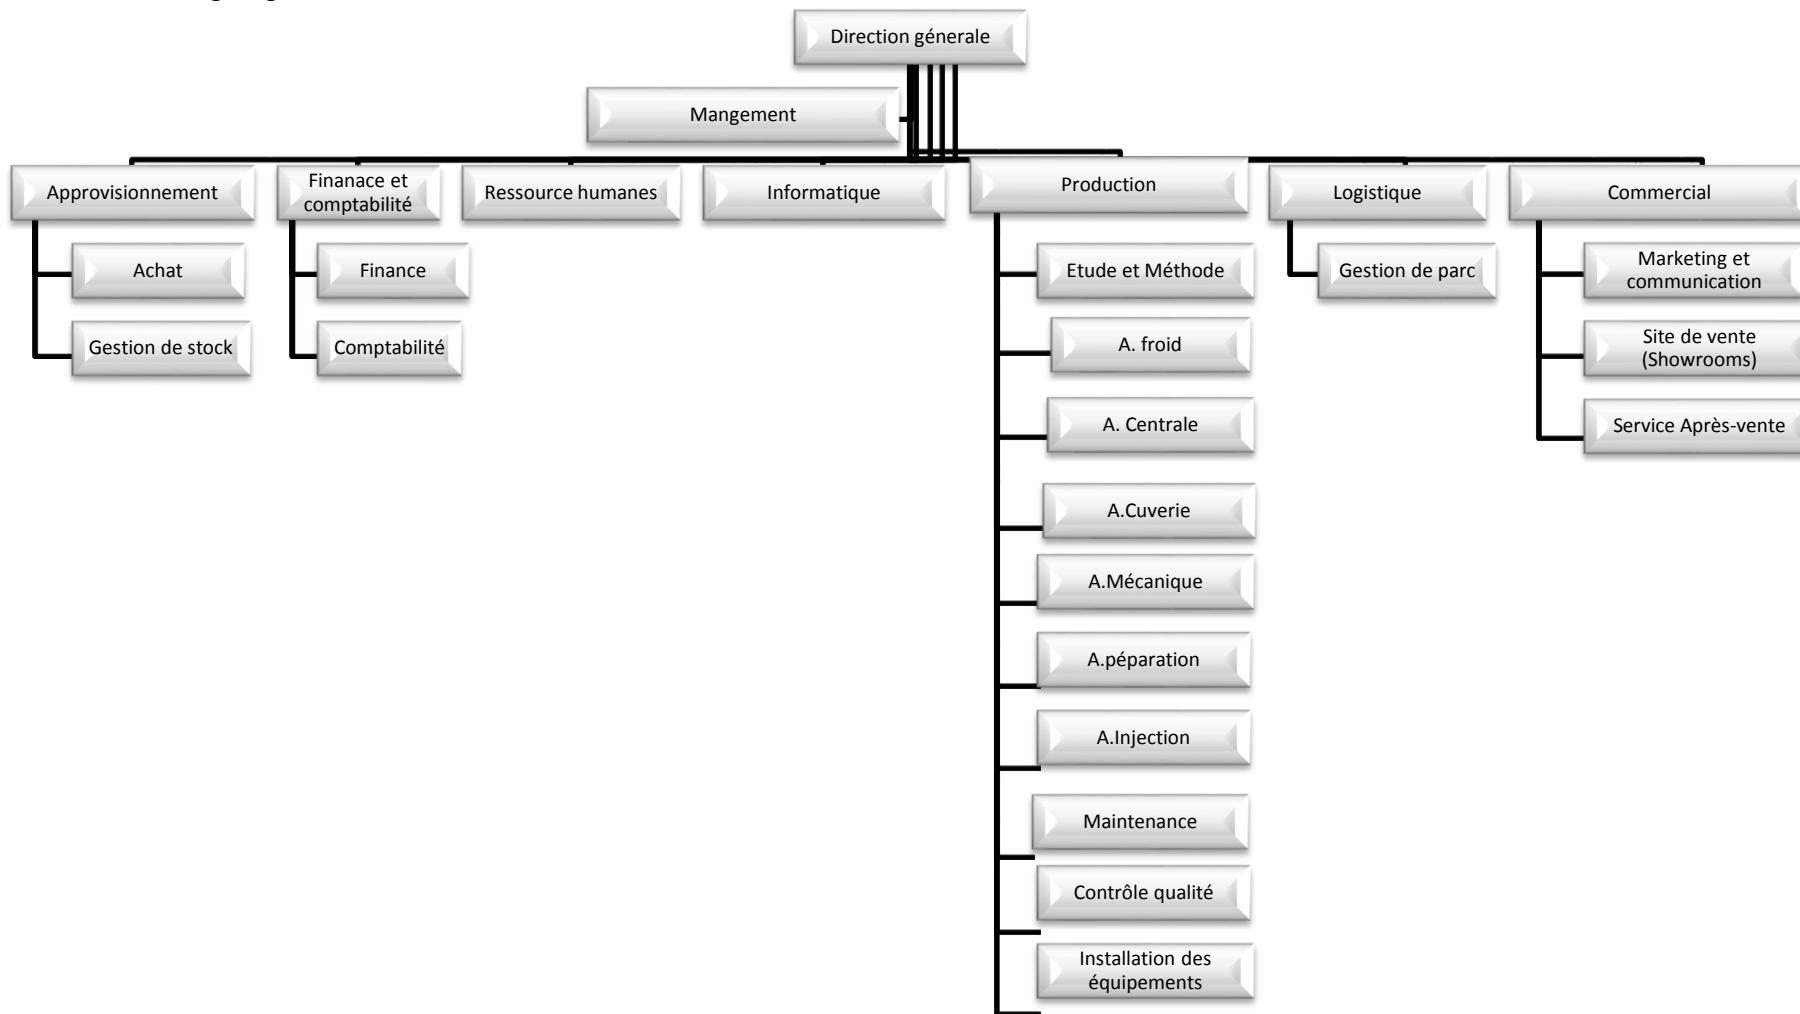 Direction génerale
Mangement
Approvisionnement
Finanace et
comptabilité
Ressource humanes
Informatique
Production
Logistique
Commercial
Achat
Gestion de stock
Finance
Comptabilité
Etude et Méthode
A. froid
A. Centrale
A.Cuverie
A.Mécanique
A.péparation
A.Injection
Maintenance
Contrôle qualité
Installation des
équipements
Gestion de parc
Marketing et
communication
Site de vente
(Showrooms)
Service Après-vente